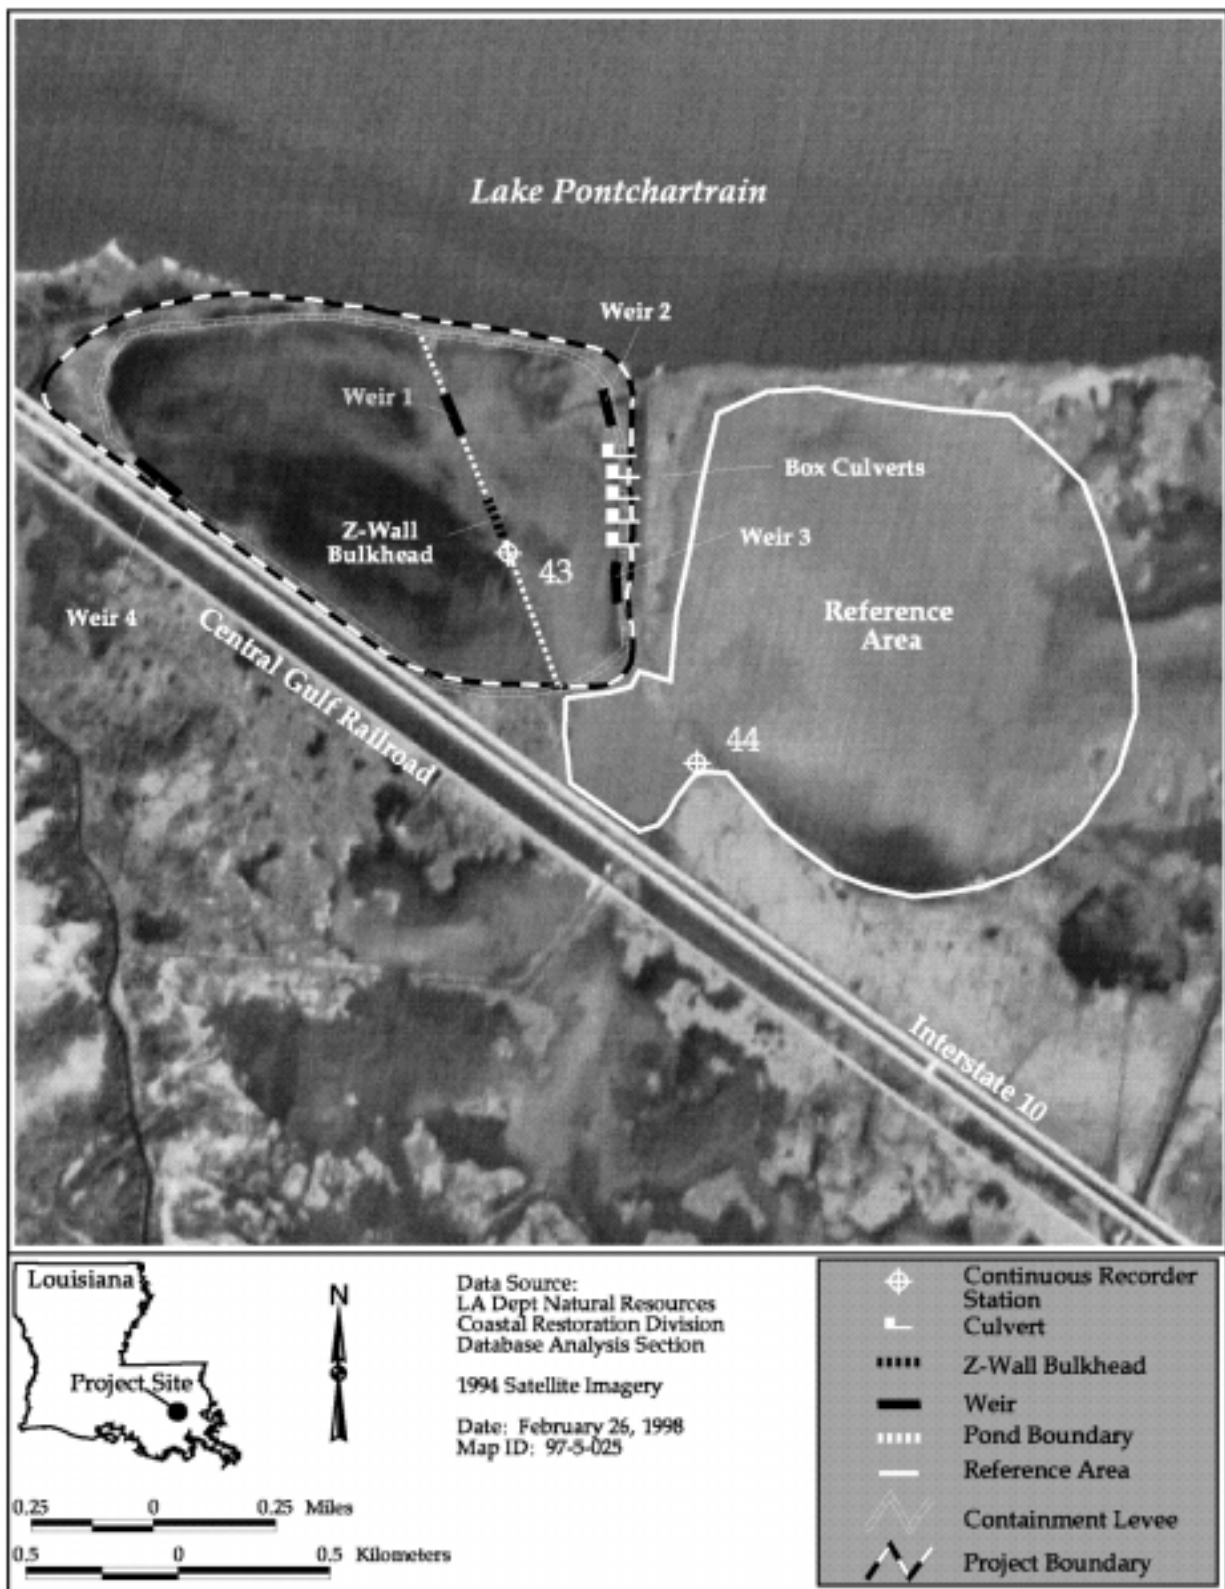 Lake Pontchartrain
Weir 2
Weir 1
Box Culverts
Z-Wall
Bulkhead
43
Weir 3
Weir 4
Reference
Area
Central Gulf Railroad
44
Interstate 10
Louisiana
Project Site
N
Data Source:
LA Dept Natural Resources
Coastal Restoration Division
Database Analysis Section
1994 Satellite Imagery
Date: February 26, 1998
Map ID: 97-5-025
0.25 0 0.25 Miles
0.5 0 0.5 Kilometers
Continuous Recorder
Station
Culvert
Z-Wall Bulkhead
Weir
Pond Boundary
Reference Area
Containment Levee
Project Boundary